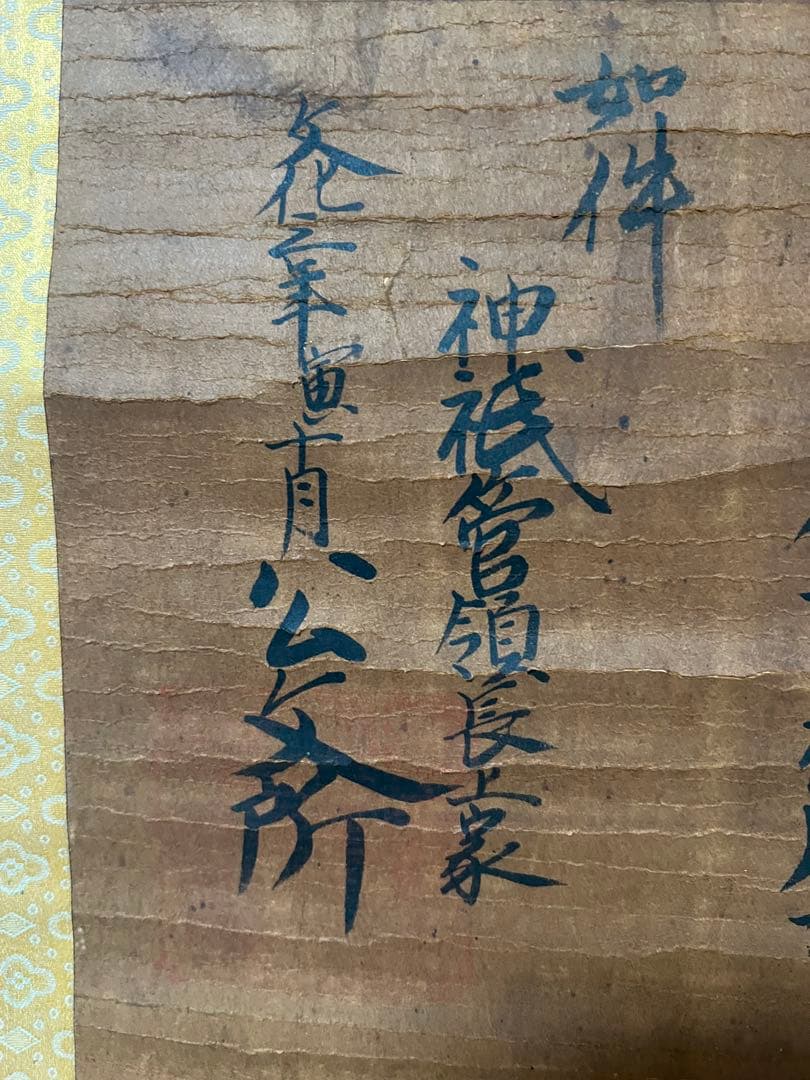 如件
神祇管領長上家
文化三年寅十月公文所